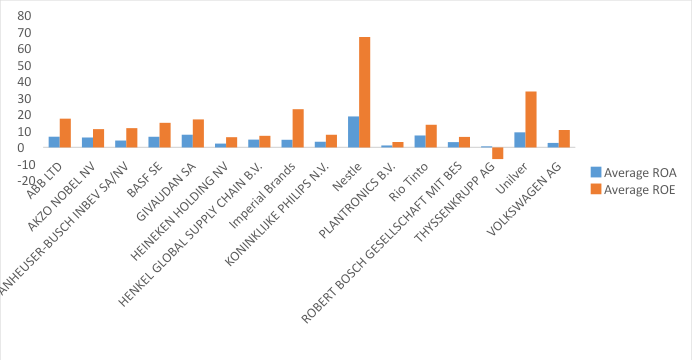 80
70
60
50
40
30
20
10
0
-10
-20
ABB LTD
AKZO NOBEL NV
ANHEUSER-BUSCH INBEV SA/NV
BASF SE
GIVAUDAN SA
HEINEKEN HOLDING NV
HENKEL GLOBAL SUPPLY CHAIN B.V.
Imperial Brands
KONINKLIJKE PHILIPS N.V.
Nestle
PLANTRONICS B.V.
Rio Tinto
ROBERT BOSCH GESELLSCHAFT MIT BES
THYSSENKRUPP AG
Unilver
VOLKSWAGEN AG
Average ROA
Average ROE